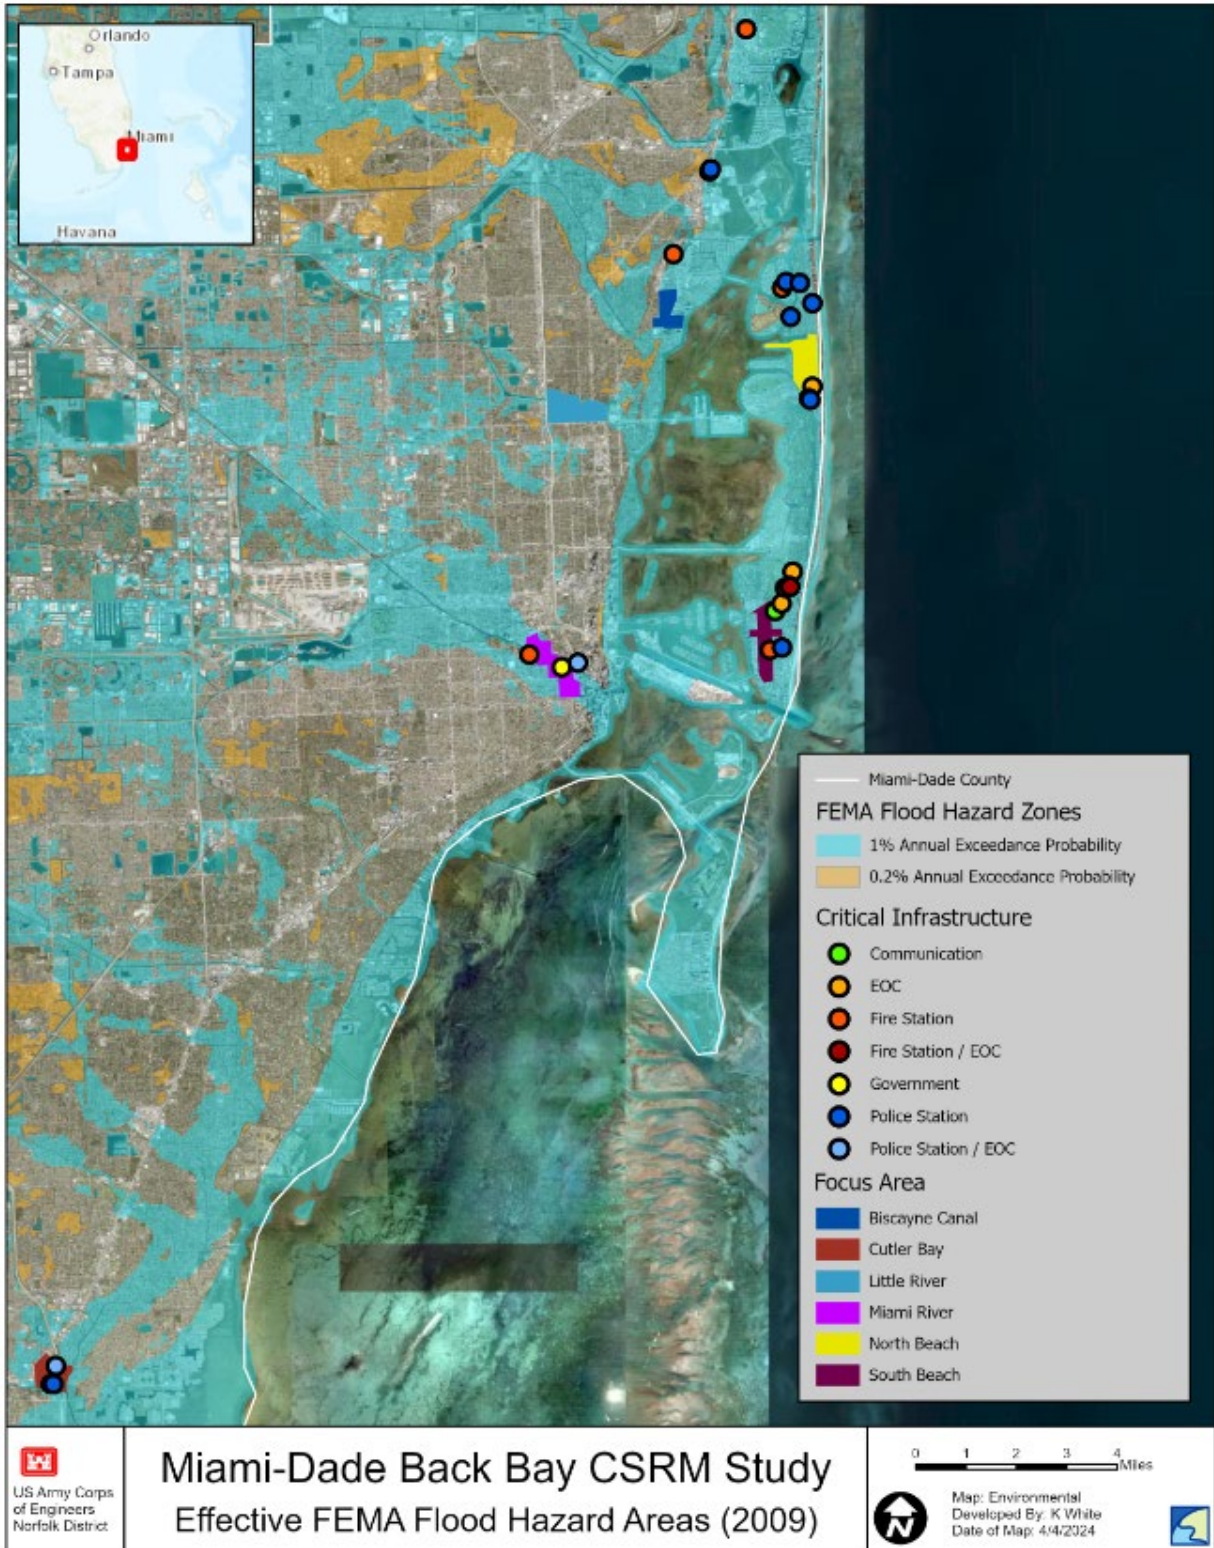 Orlando
Tampa
Miami
Havana
Miami-Dade County
FEMA Flood Hazard Zones
1% Annual Exceedance Probability
0.2% Annual Exceedance Probability
Critical Infrastructure
Communication
EOC
Fire Station
Fire Station / EOC
Government
Police Station
Police Station / EOC
Focus Area
Biscayne Canal
Cutler Bay
Little River
Miami River
North Beach
South Beach
US Army Corps
of Engineers
Norfolk District
Miami-Dade Back Bay CSRM Study
Effective FEMA Flood Hazard Areas (2009)
0 1 2 3 4
Miles
N
Map: Environmental
Developed By: K White
Date of Map: 4/4/2024